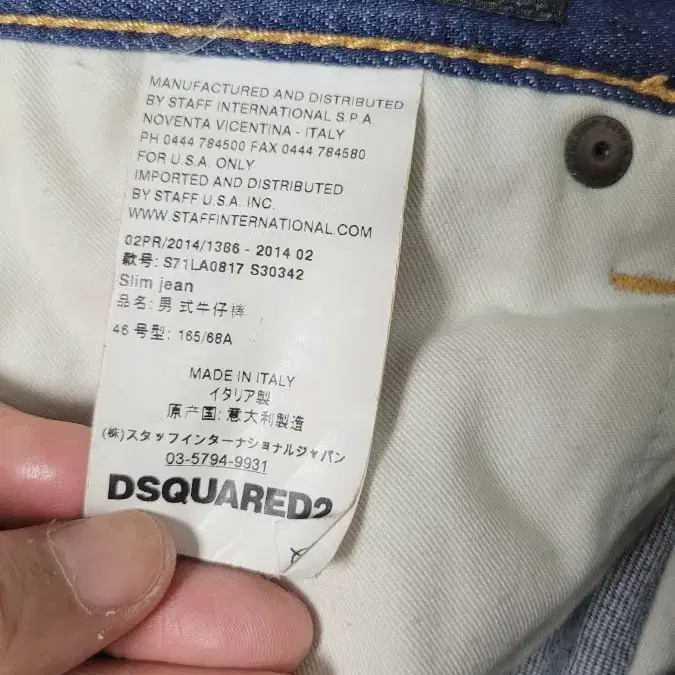 MANUFACTURED AND DISTRIBUTED
BY STAFF INTERNATIONAL S.P.A.
NOVENTA VICENTINA - ITALY
PH 0444 784500 FAX 0444 784580
FOR U.S.A. ONLY
IMPORTED AND DISTRIBUTED
BY STAFF U.S.A. INC.
WWW.STAFFINTERNATIONAL.COM
02PR/2014/1386 - 2014 02
款号: S71LA0817 S30342
Slim jean
品名: 男式牛仔裤
46 号型: 165/68A
MADE IN ITALY
イタリア製
原产国: 意大利製造
(株)スタッフインターナショナルジャパン
03-5794-9931
DSQUARED2